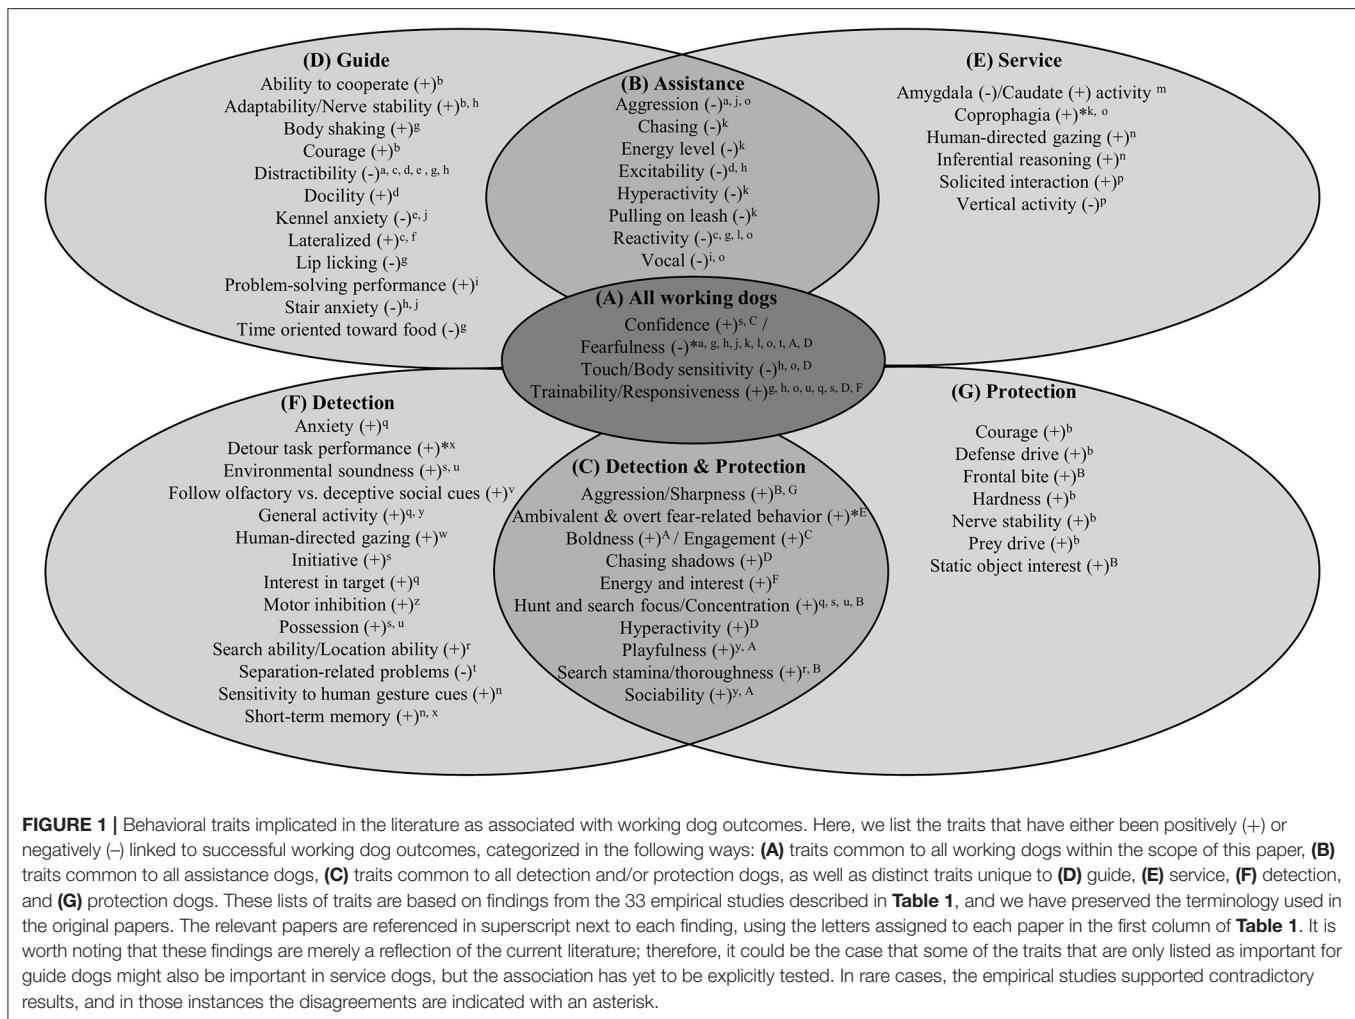 (D) Guide
Ability to cooperate (+)b
Adaptability/Nerve stability (+)b, h
Body shaking (+)g
Courage (+)b
Distractibility (-)a, c, d, e , g, h
Docility (+)d
Kennel anxiety (-)e, j
Lateralized (+)c, f
Lip licking (-)g
Problem-solving performance (+)i
Stair anxiety (-)h, j
Time oriented toward food (-)g
(B) Assistance
Aggression (-)a, j, o
Chasing (-)k
Energy level (-)k
Excitability (-)d, h
Hyperactivity (-)k
Pulling on leash (-)k
Reactivity (-)c, g, l, o
Vocal (-)i, o
(E) Service
Amygdala (-)/Caudate (+) activity m
Coprophagia (+)*k, o
Human-directed gazing (+)n
Inferential reasoning (+)n
Solicited interaction (+)p
Vertical activity (-)p
(A) All working dogs
Confidence (+)s, C /
Fearfulness (-)*a, g, h, j, k, l, o, t, A, D
Touch/Body sensitivity (-)h, o, D
Trainability/Responsiveness (+)g, h, o, u, q, s, D, F
(F) Detection
Anxiety (+)q
Detour task performance (+)*x
Environmental soundness (+)s, u
Follow olfactory vs. deceptive social cues (+)v
General activity (+)q, y
Human-directed gazing (+)w
Initiative (+)s
Interest in target (+)q
Motor inhibition (+)z
Possession (+)s, u
Search ability/Location ability (+)r
Separation-related problems (-)t
Sensitivity to human gesture cues (+)n
Short-term memory (+)n, x
(C) Detection & Protection
Aggression/Sharpness (+)B, G
Ambivalent & overt fear-related behavior (+)*E
Boldness (+)A / Engagement (+)C
Chasing shadows (+)D
Energy and interest (+)F
Hunt and search focus/Concentration (+)q, s, u, B
Hyperactivity (+)D
Playfulness (+)y, A
Search stamina/thoroughness (+)r, B
Sociability (+)y, A
(G) Protection
Courage (+)b
Defense drive (+)b
Frontal bite (+)B
Hardness (+)b
Nerve stability (+)b
Prey drive (+)b
Static object interest (+)B
FIGURE 1 | Behavioral traits implicated in the literature as associated with working dog outcomes. Here, we list the traits that have either been positively (+) or
negatively (–) linked to successful working dog outcomes, categorized in the following ways: (A) traits common to all working dogs within the scope of this paper, (B)
traits common to all assistance dogs, (C) traits common to all detection and/or protection dogs, as well as distinct traits unique to (D) guide, (E) service, (F) detection,
and (G) protection dogs. These lists of traits are based on findings from the 33 empirical studies described in Table 1, and we have preserved the terminology used in
the original papers. The relevant papers are referenced in superscript next to each finding, using the letters assigned to each paper in the first column of Table 1. It is
worth noting that these findings are merely a reflection of the current literature; therefore, it could be the case that some of the traits that are only listed as important for
guide dogs might also be important in service dogs, but the association has yet to be explicitly tested. In rare cases, the empirical studies supported contradictory
results, and in those instances the disagreements are indicated with an asterisk.